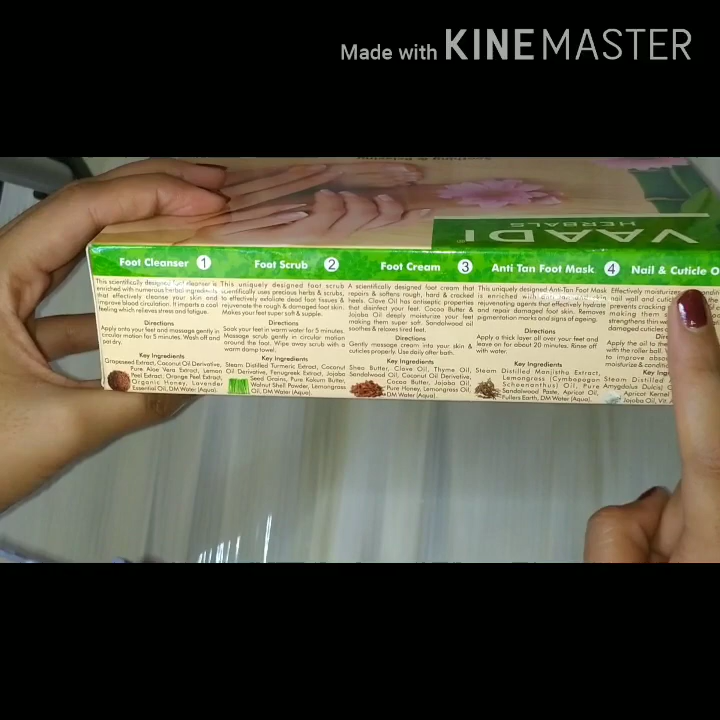 Made with KINEMASTER
VAADI
HERBALS
Foot Cleanser 1
This scientifically designed foot cleanser is
enriched with numerous herbal ingredients
that effectively cleanse your skin and
improve blood circulation. It imparts a cool
feeling which relieves stress and fatigue.
Directions
Apply onto your feet and massage gently in
circular motion for 5 minutes. Wash off and
pat dry.
Key Ingredients
Grapeseed Extract, Coconut Oil Derivative,
Pure Aloe Vera Extract, Lemon
Peel Extract, Orange Peel Extract,
Organic Honey, Lavender
Essential Oil, DM Water (Aqua).
Foot Scrub 2
This uniquely designed foot scrub
scientifically uses precious herbs & scrubs,
to effectively exfoliate dead foot tissues &
rejuvenate the rough & damaged foot skin.
Makes your feet super soft & supple.
Directions
Soak your feet in warm water for 5 minutes.
Massage scrub gently in circular motion
around the foot. Wipe away scrub with a
warm damp towel.
Key Ingredients
Steam Distilled Turmeric Extract, Coconut
Oil Derivative, Fenugreek Extract, Jojoba
Seed Grains, Pure Kokum Butter,
Walnut Shell Powder, Lemongrass
Oil, DM Water (Aqua).
Foot Cream 3
A scientifically designed foot cream that
repairs & softens rough, hard & cracked
heels. Clove Oil has antiseptic properties
that disinfect your feet. Cocoa Butter &
Jojoba Oil deeply moisturise your feet
making them super soft. Sandalwood oil
soothes & relaxes tired feet.
Directions
Gently massage cream into your skin &
cuticles properly. Use daily after bath.
Key Ingredients
Shea Butter, Clove Oil, Thyme Oil,
Sandalwood Oil, Coconut Oil Derivative,
Pure Honey, Lemongrass Oil,
Cocoa Butter, Jojoba Oil,
DM Water (Aqua).
Anti Tan Foot Mask 4
This uniquely designed Anti-Tan Foot Mask
is enriched with anti-tan and skin
rejuvenating agents that effectively hydrate
and repair damaged foot skin. Removes
pigmentation marks and signs of ageing.
Directions
Apply a thick layer all over your feet and
leave on for about 20 minutes. Rinse off
with water.
Key Ingredients
Steam Distilled Manjistha Extract,
Lemongrass (Cymbopogan
Schoenanthus) Oil, Pure
Sandalwood Paste, Apricot Oil,
Fullers Earth, DM Water (Aqua).
Nail & Cuticle O
Effectively moisturizes
nail wall and cutic
making them
strengthens thin
damaged cuticles
Apply the oil to the
with the roller ball.
to improve
moisturize & condit
Key Ing
Steam Distilled
Amygdalus Dulcis)
Apricot Kernel
Jojoba Oil, Vit.